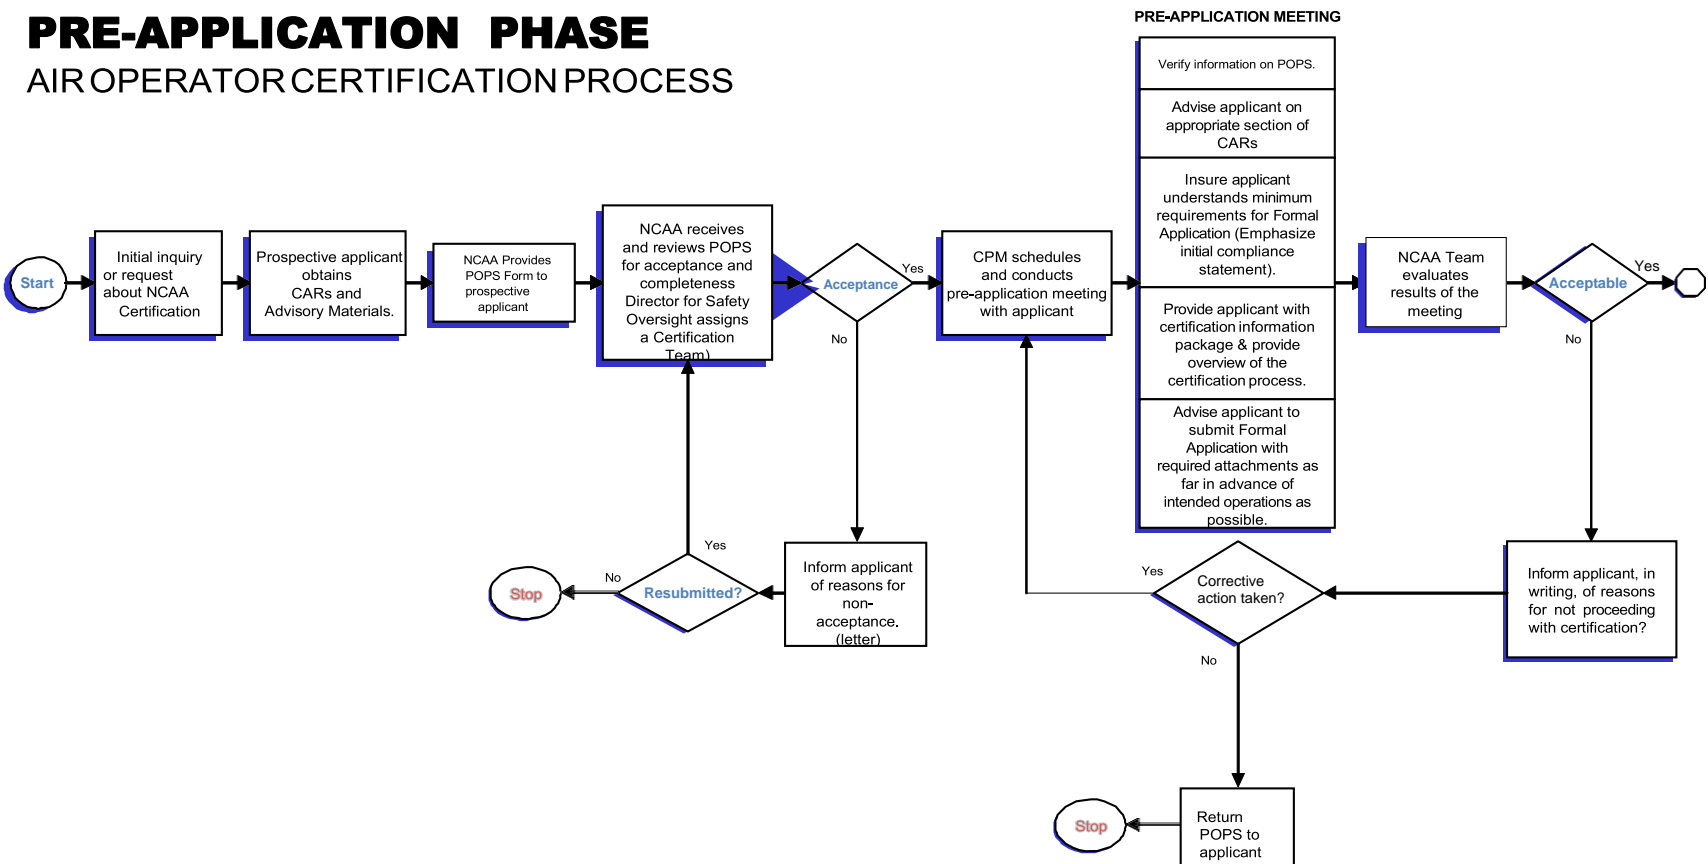 PRE-APPLICATION PHASE
AIR OPERATOR CERTIFICATION PROCESS
PRE-APPLICATION MEETING
Start
Initial inquiry
or request
about NCAA
Certification
Prospective applicant
obtains
CARs and
Advisory Materials.
NCAA Provides
POPS Form to
prospective
applicant
NCAA receives
and reviews POPS
for acceptance and
completeness
Director for Safety
Oversight assigns
a Certification
Team)
Acceptance
Yes
No
CPM schedules
and conducts
pre-application meeting
with applicant
Verify information on POPS.
Advise applicant on
appropriate section of
CARs
Insure applicant
understands minimum
requirements for Formal
Application (Emphasize
initial compliance
statement).
Provide applicant with
certification information
package & provide
overview of the
certification process.
Advise applicant to
submit Formal
Application with
required attachments as
far in advance of
intended operations as
possible.
NCAA Team
evaluates
results of the
meeting
Acceptable
Yes
No
Inform applicant
of reasons for
non-
acceptance.
(letter)
Resubmitted?
Yes
No
Stop
Inform applicant, in
writing, of reasons
for not proceeding
with certification?
Corrective
action taken?
Yes
No
Return
POPS to
applicant
Stop